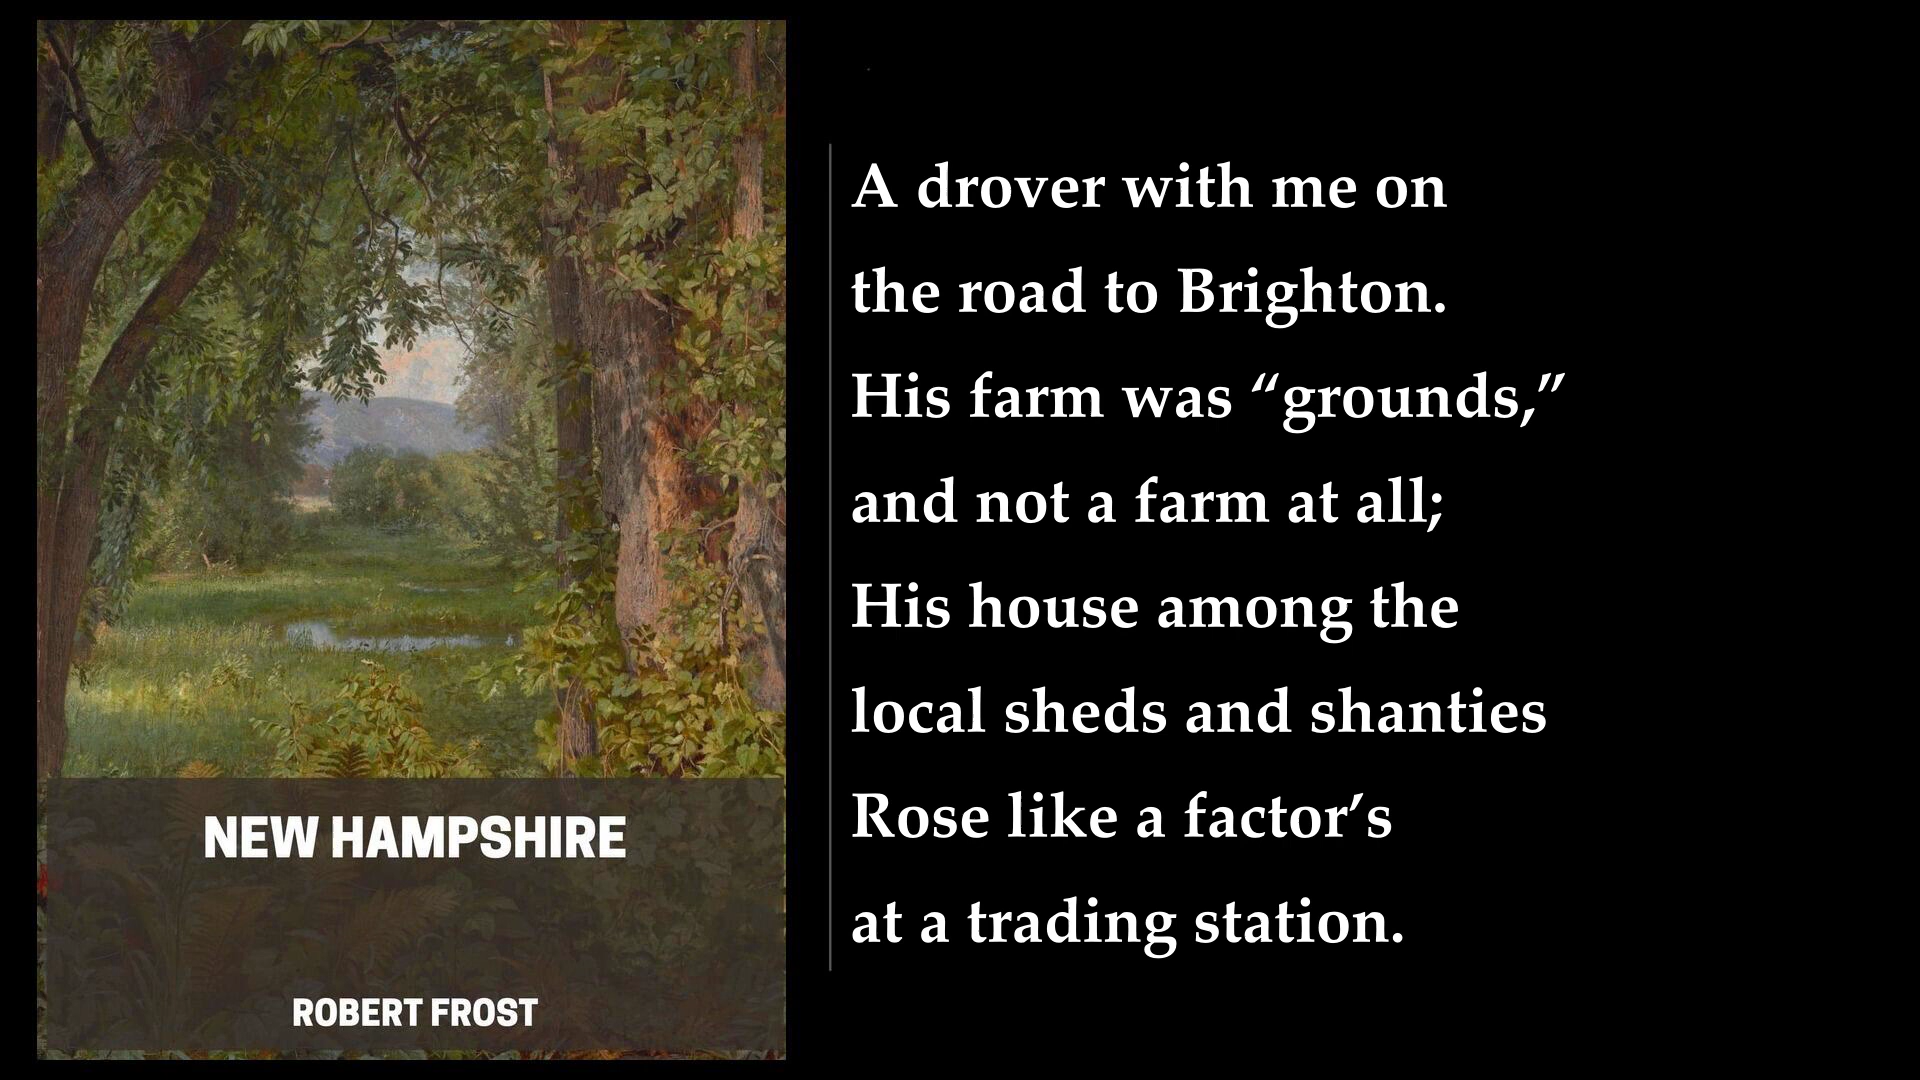 NEW HAMPSHIRE
ROBERT FROST
A drover with me on
the road to Brighton.
His farm was “grounds,”
and not a farm at all;
His house among the
local sheds and shanties
Rose like a factor’s
at a trading station.